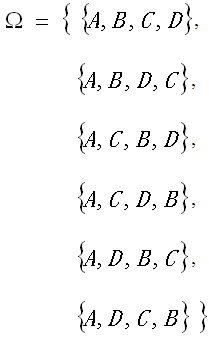 Ω = { {A, B, C, D},
{A, B, D, C},
{A, C, B, D},
{A, C, D, B},
{A, D, B, C},
{A, D, C, B} }